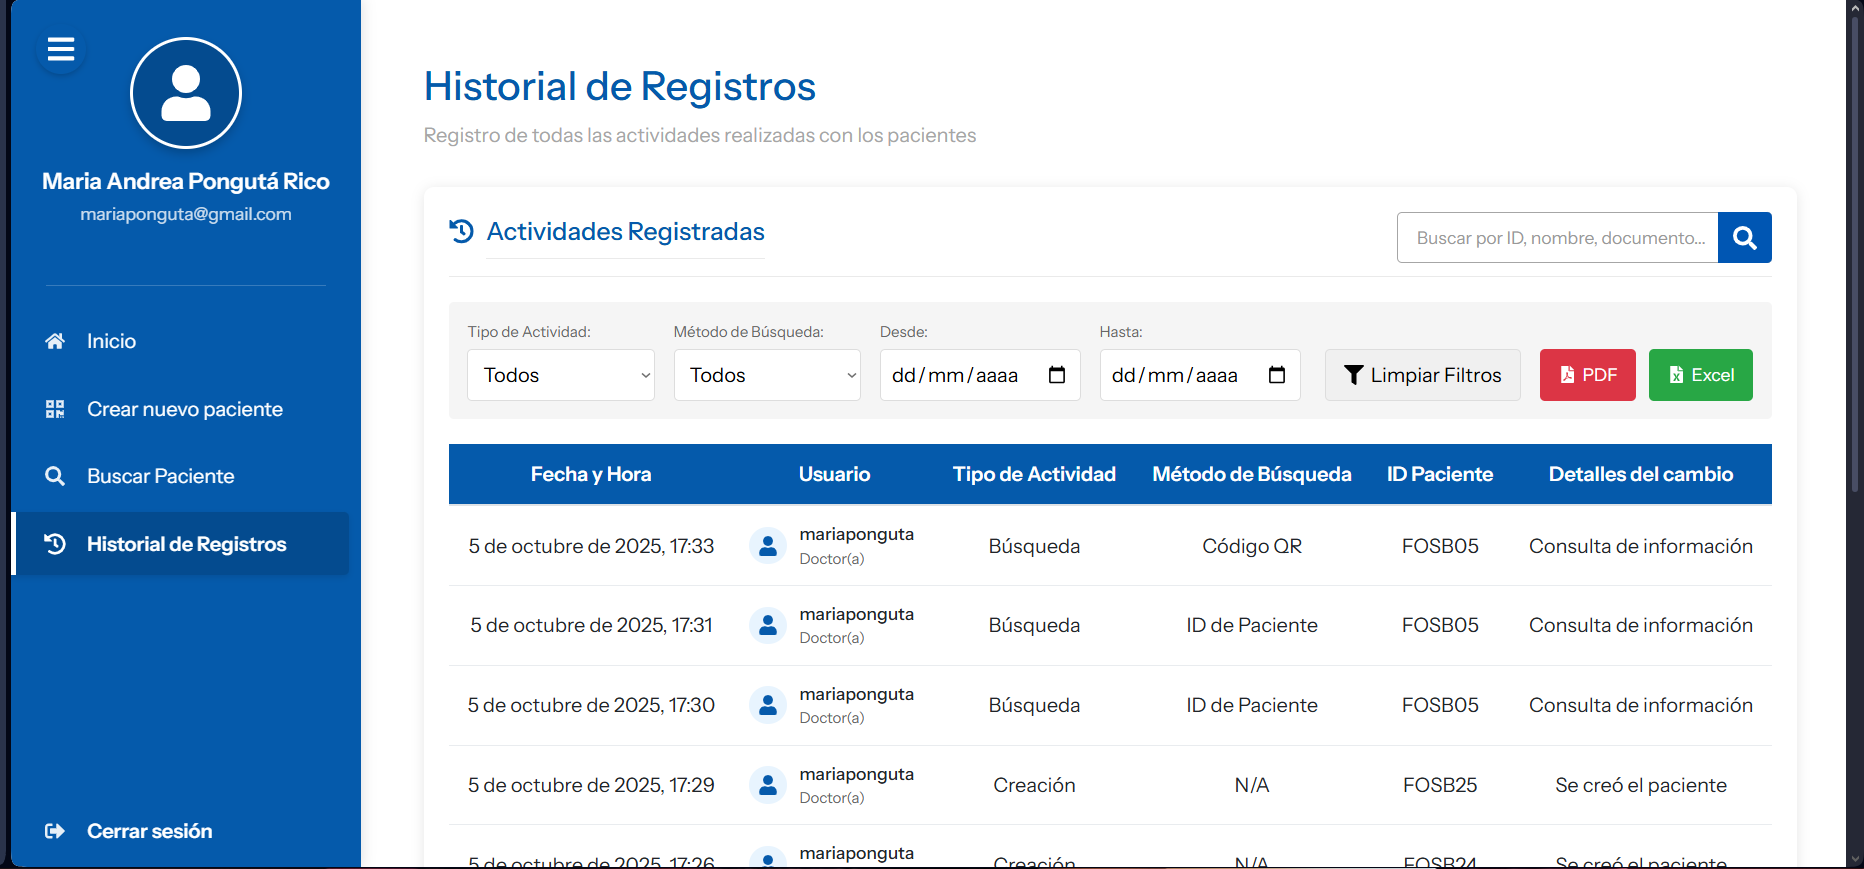 Maria Andrea Pongutá Rico
mariaponguta@gmail.com
Inicio
Crear nuevo paciente
Buscar Paciente
Historial de Registros
Cerrar sesión
Historial de Registros
Registro de todas las actividades realizadas con los pacientes
Actividades Registradas
Buscar por ID, nombre, documento...
Tipo de Actividad: Método de Búsqueda: Desde: Hasta:
Todos Todos dd/mm/aaaa dd/mm/aaaa Limpiar Filtros PDF Excel
Fecha y Hora Usuario Tipo de Actividad Método de Búsqueda ID Paciente Detalles del cambio
5 de octubre de 2025, 17:33 mariaponguta Doctor(a) Búsqueda Código QR FOSB05 Consulta de información
5 de octubre de 2025, 17:31 mariaponguta Doctor(a) Búsqueda ID de Paciente FOSB05 Consulta de información
5 de octubre de 2025, 17:30 mariaponguta Doctor(a) Búsqueda ID de Paciente FOSB05 Consulta de información
5 de octubre de 2025, 17:29 mariaponguta Doctor(a) Creación N/A FOSB25 Se creó el paciente
5 de octubre de 2025, 17:26 mariaponguta Creación N/A FOSB24 Se creó el paciente